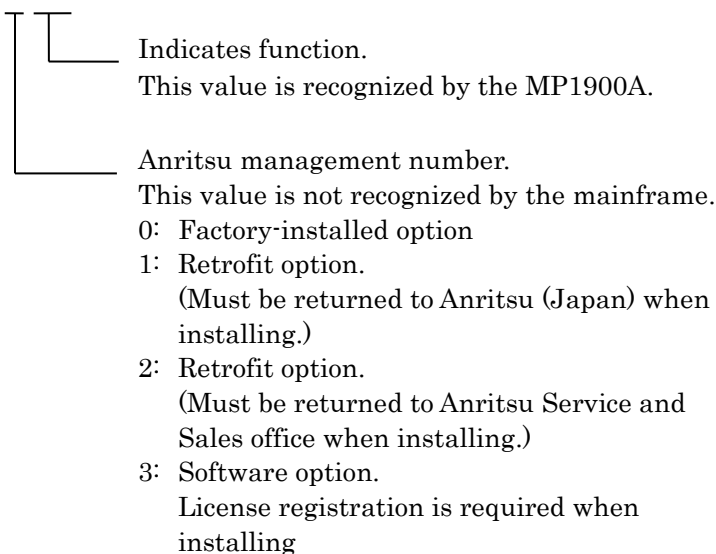 Indicates function.
This value is recognized by the MP1900A.
Anritsu management number.
This value is not recognized by the mainframe.
0: Factory-installed option
1: Retrofit option.
(Must be returned to Anritsu (Japan) when
installing.)
2: Retrofit option.
(Must be returned to Anritsu Service and
Sales office when installing.)
3: Software option.
License registration is required when
installing